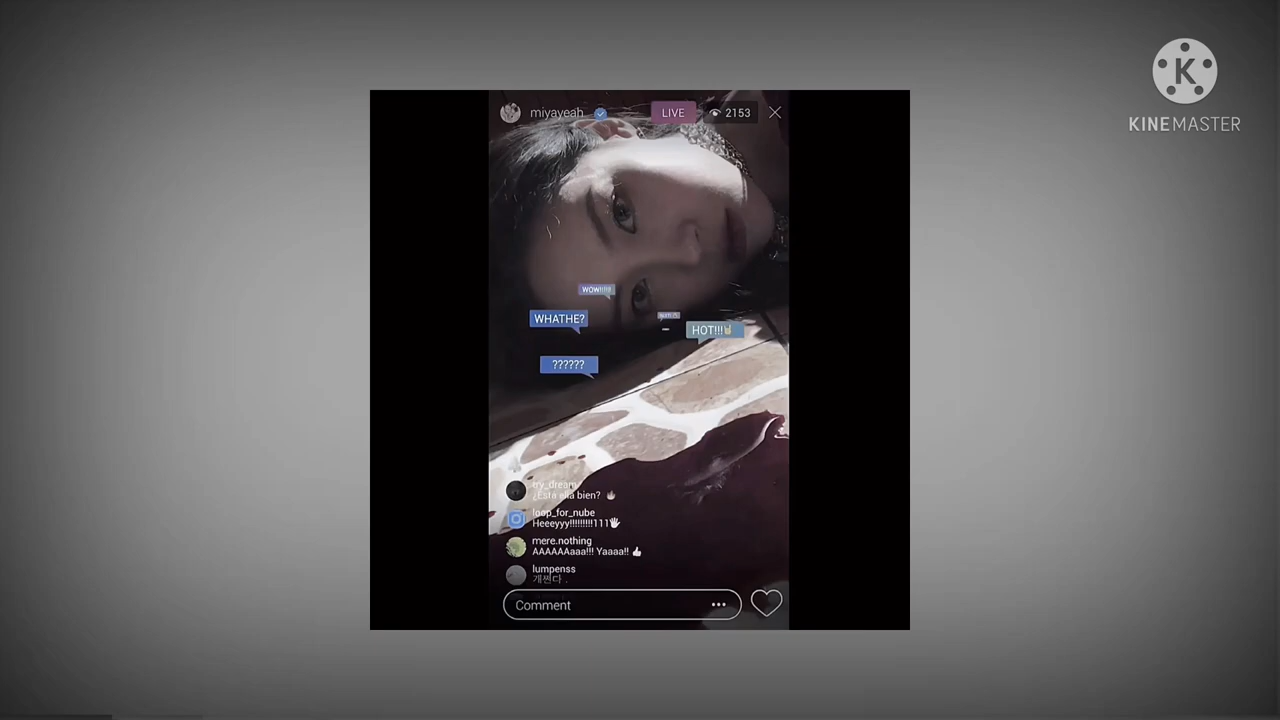 miyayeah
LIVE
2153
KINEMASTER
WOW!!!!!
WHATHE?
HOT!!!
??????
try_dream
¿Está ella bien?
loop_for_nube
Heeeyyy!!!!!!!!!111
mere.nothing
AAAAAAaaa!!! Yaaaa!!
lumpenss
개쩐다 .
Comment